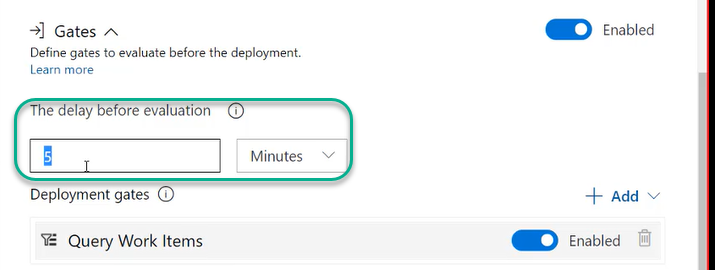 Gates
Enabled
Define gates to evaluate before the deployment.
Learn more
The delay before evaluation
5
Minutes
Deployment gates
Add
Query Work Items
Enabled